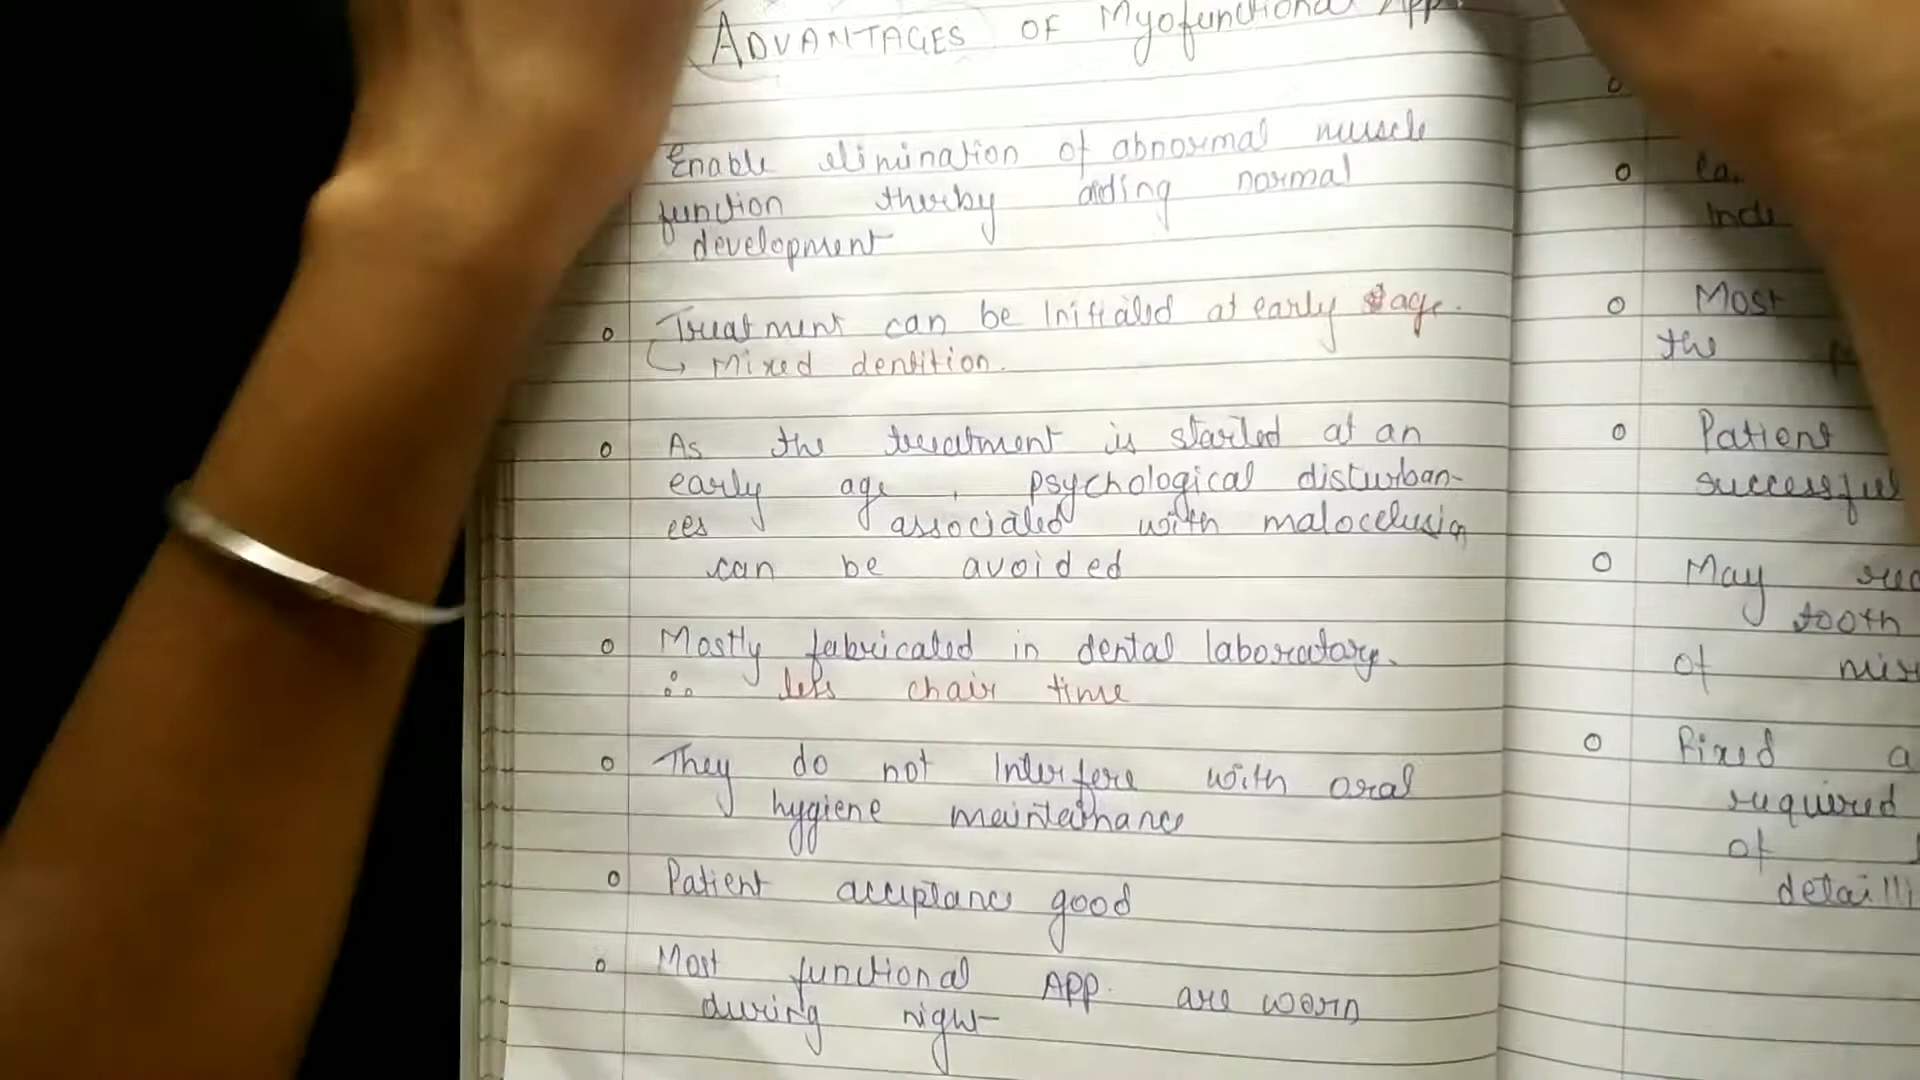 ADVANTAGES OF Myofunctional App.
Enable elimination of abnormal muscle
function thereby aiding normal
development
o Treatment can be Initiated at early age.
↳ Mixed dentition.
o As the treatment is started at an
early age, psychological disturban-
ces associated with malocclusion
can be avoided
o Mostly fabricated in dental laboratory.
∴ less chair time
o They do not Interfere with oral
hygiene maintenance
o Patient acceptance good
o Most functional App. are worn
during night
o
o
o Most
the
o Patient
successful
o May
tooth
of
o Fixed a
required
of